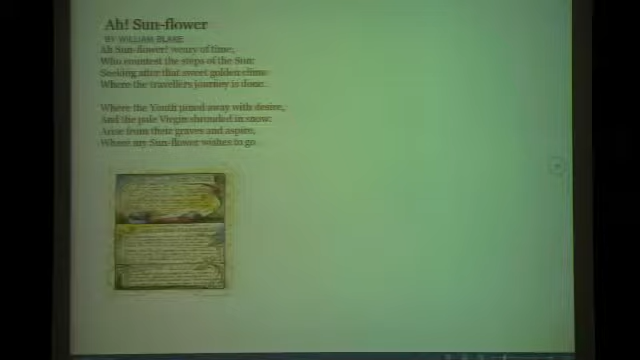 Ah! Sun-flower
BY WILLIAM BLAKE
Ah Sun-flower! weary of time,
Who countest the steps of the Sun:
Seeking after that sweet golden clime
Where the travellers journey is done.
Where the Youth pined away with desire,
And the pale Virgin shrouded in snow:
Arise from their graves and aspire,
Where my Sun-flower wishes to go.